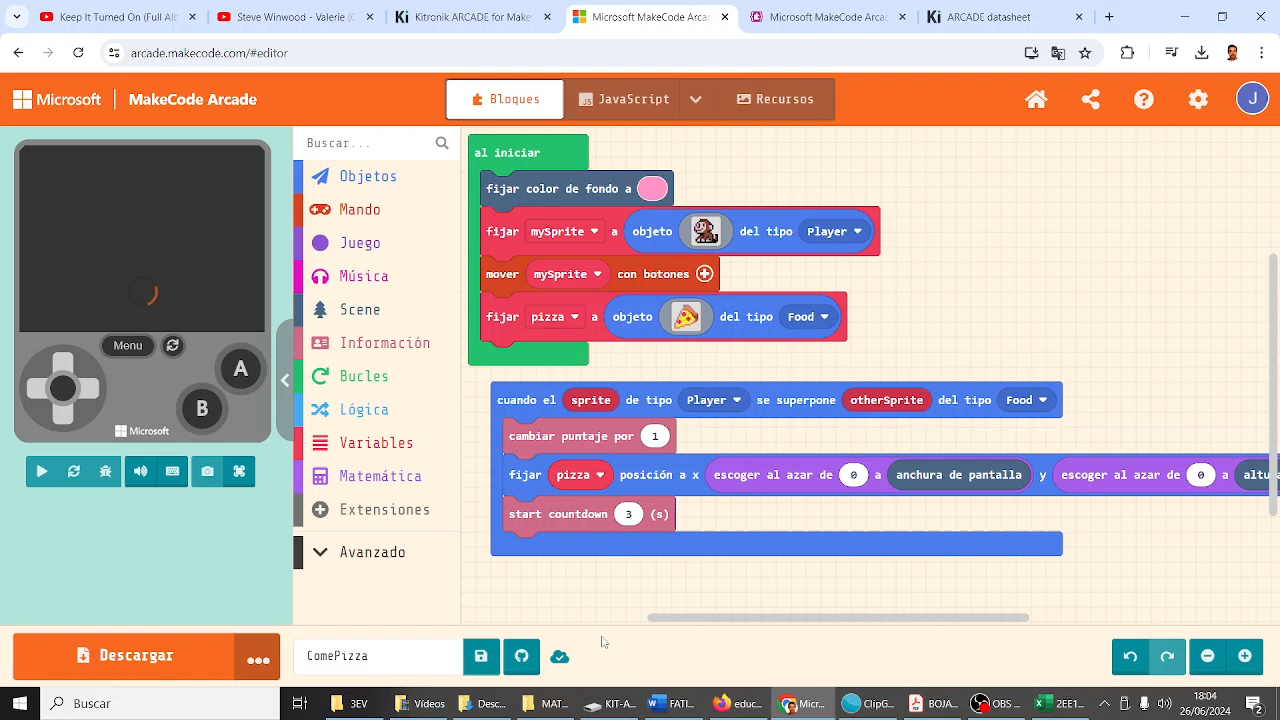 Keep It Turned On (Full Alb
Steve Winwood - Valerie (O
Kitronik ARCADE for Make
Microsoft MakeCode Arcad
Microsoft MakeCode Arcad
ARCADE datasheet
arcade.makecode.com/#editor
Microsoft
MakeCode Arcade
Bloques
JavaScript
Recursos
J
Buscar...
Objetos
Mando
Juego
Música
Scene
Información
Bucles
Lógica
Variables
Matemática
Extensiones
Avanzado
Menu
A
B
Microsoft
al iniciar
fijar color de fondo a
fijar mySprite a objeto del tipo Player
mover mySprite con botones
fijar pizza a objeto del tipo Food
cuando el sprite de tipo Player se superpone otherSprite del tipo Food
cambiar puntaje por 1
fijar pizza posición a x escoger al azar de 0 a anchura de pantalla y escoger al azar de 0 a altu
start countdown 3 (s)
Descargar
ComePizza
Buscar
3BV
Vídeos
Desc...
MAT...
KIT-A...
FATI...
educ...
Micr...
ClipG...
BOJA...
OBS ...
ZEE1...
18:04
26/06/2024
2